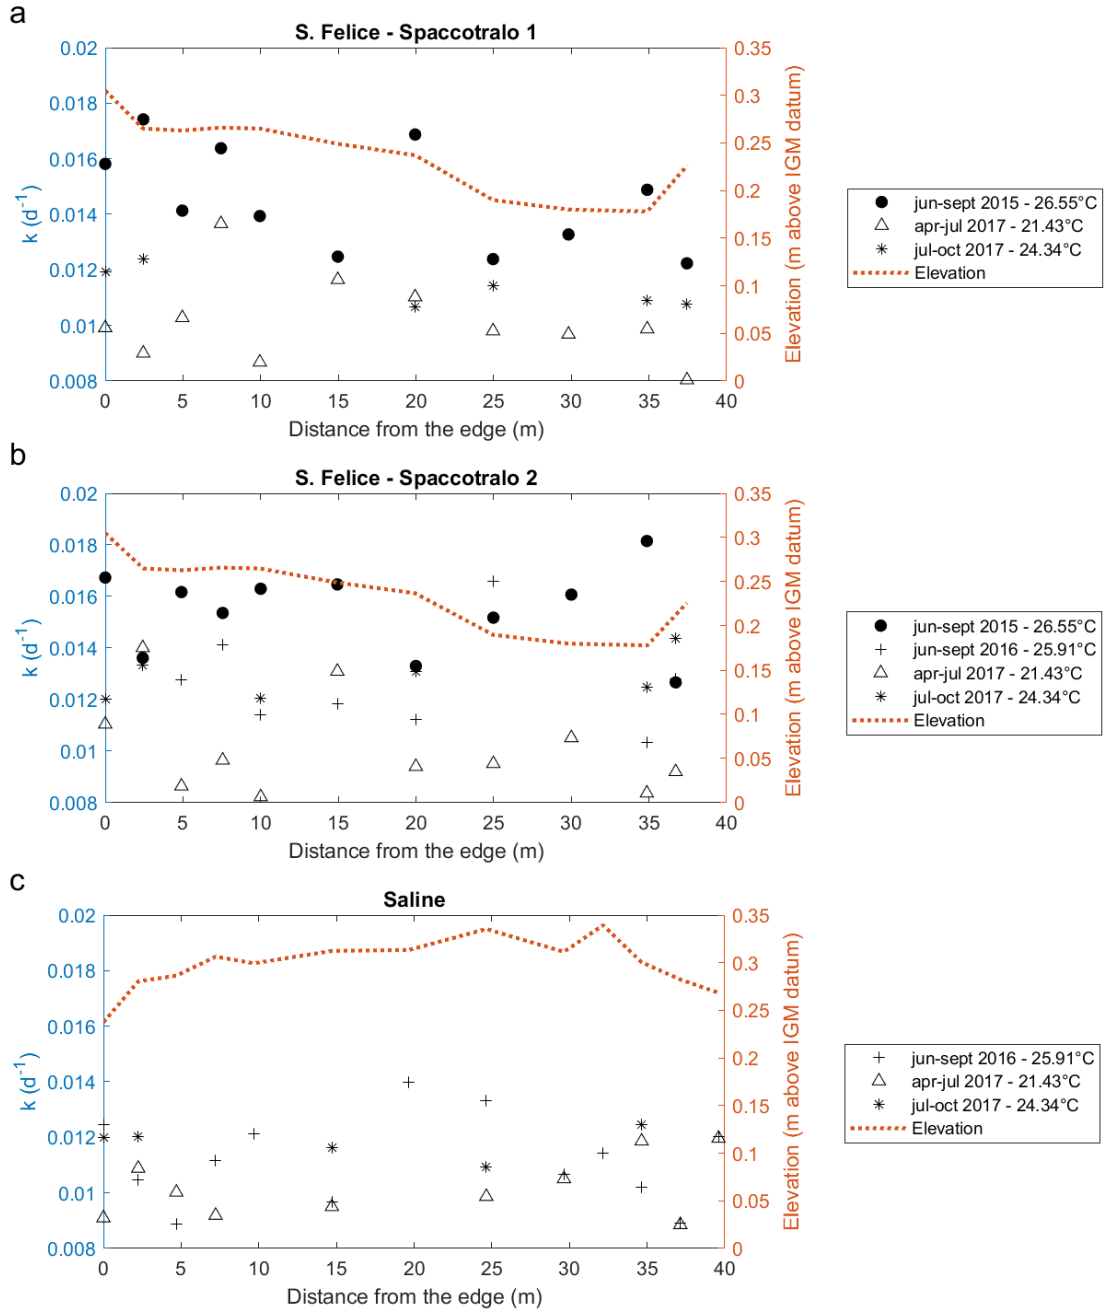 a
S. Felice - Spaccotralo 1
0.02
0.018
0.016
0.014
0.012
0.01
0.008
k (d-1)
0.35
0.3
0.25
0.2
0.15
0.1
0.05
0
Elevation (m above IGM datum)
0 5 10 15 20 25 30 35 40
Distance from the edge (m)
jun-sept 2015 - 26.55°C
apr-jul 2017 - 21.43°C
jul-oct 2017 - 24.34°C
Elevation
b
S. Felice - Spaccotralo 2
0.02
0.018
0.016
0.014
0.012
0.01
0.008
k (d-1)
0.35
0.3
0.25
0.2
0.15
0.1
0.05
0
Elevation (m above IGM datum)
0 5 10 15 20 25 30 35 40
Distance from the edge (m)
jun-sept 2015 - 26.55°C
jun-sept 2016 - 25.91°C
apr-jul 2017 - 21.43°C
jul-oct 2017 - 24.34°C
Elevation
c
Saline
0.02
0.018
0.016
0.014
0.012
0.01
0.008
k (d-1)
0.35
0.3
0.25
0.2
0.15
0.1
0.05
0
Elevation (m above IGM datum)
0 5 10 15 20 25 30 35 40
Distance from the edge (m)
jun-sept 2016 - 25.91°C
apr-jul 2017 - 21.43°C
jul-oct 2017 - 24.34°C
Elevation